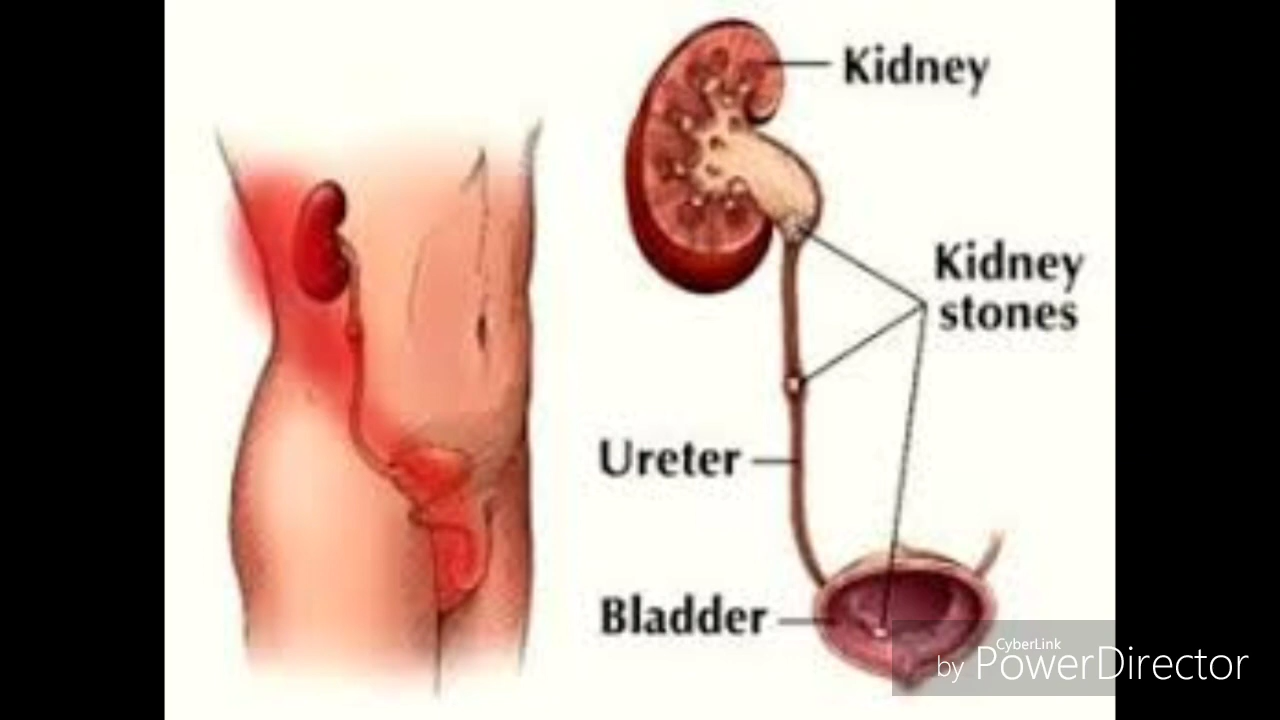 Kidney
Kidney
stones
Ureter
Bladder
CyberLink
by PowerDirector